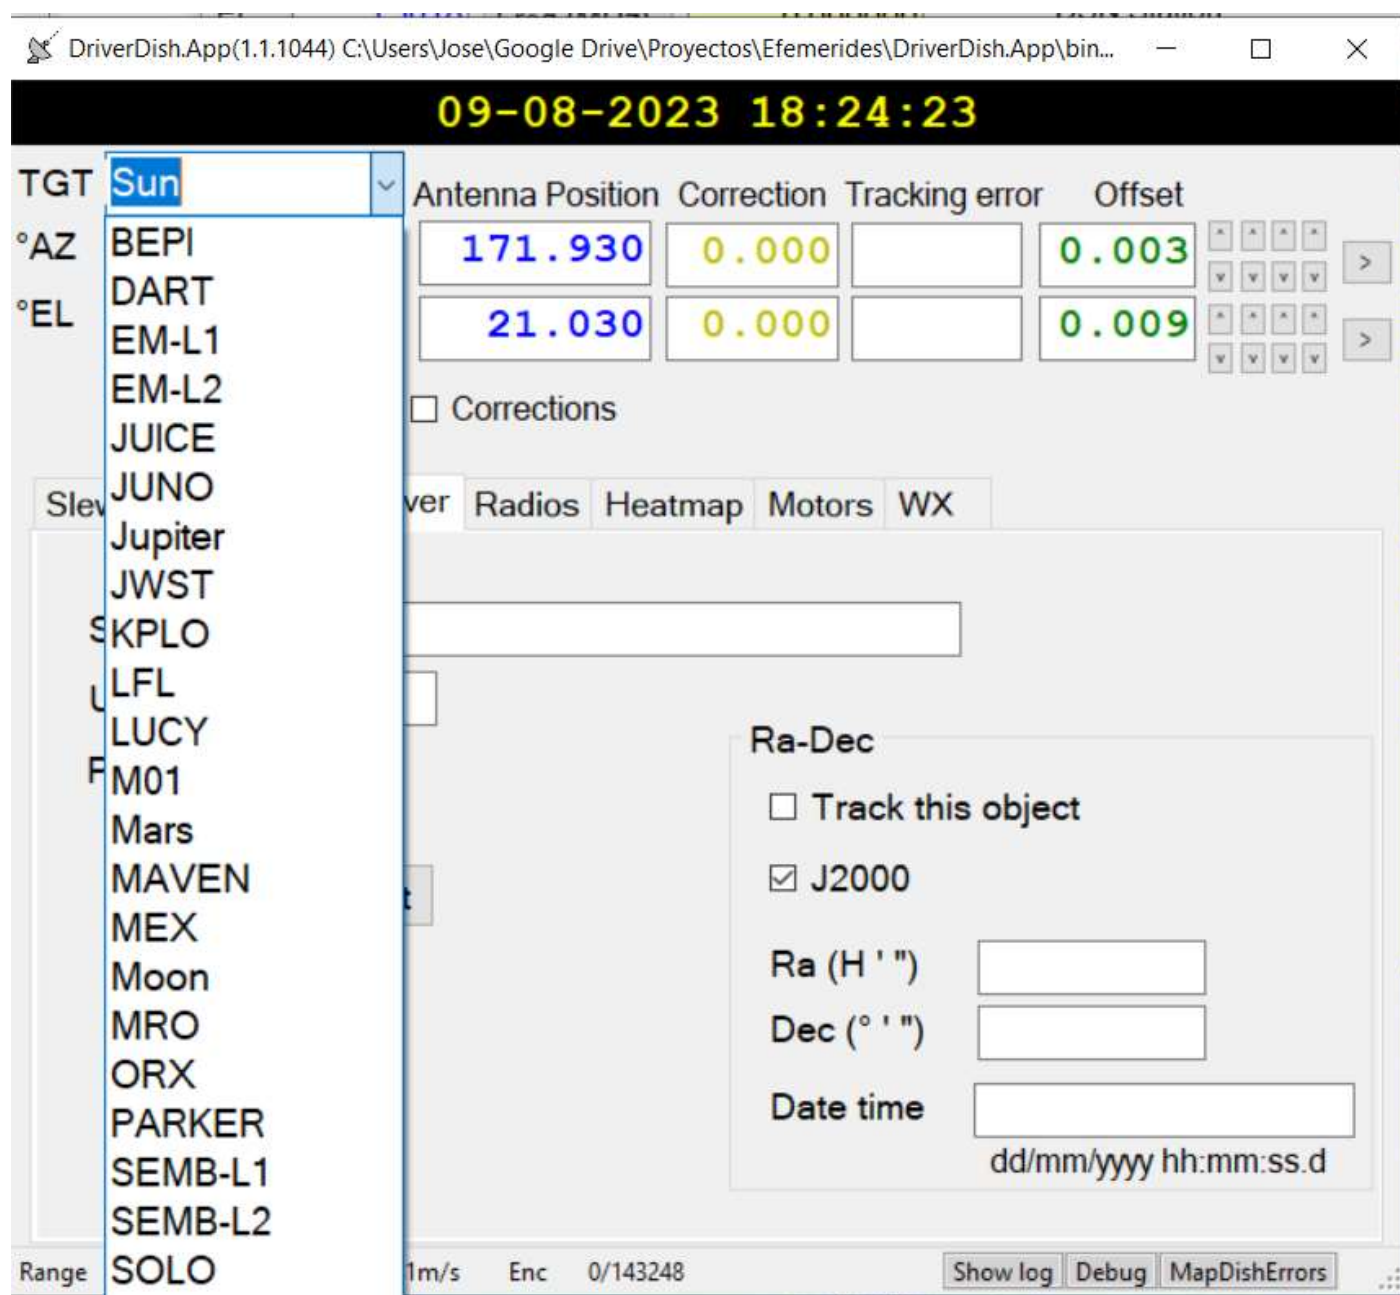 DriverDish.App(1.1.1044) C:\Users\Jose\Google Drive\Proyectos\Efemerides\DriverDish.App\bin...
09-08-2023 18:24:23
TGT Sun
Antenna Position Correction Tracking error Offset
°AZ 171.930 0.000 0.003 >
°EL 21.030 0.000 0.009 >
Corrections
BEPI
DART
EM-L1
EM-L2
JUICE
JUNO
Jupiter
JWST
KPLO
LFL
LUCY
M01
Mars
MAVEN
MEX
Moon
MRO
ORX
PARKER
SEMB-L1
SEMB-L2
SOLO
Radios Heatmap Motors WX
Ra-Dec
Track this object
J2000
Ra (H ' ")
Dec (° ' ")
Date time
dd/mm/yyyy hh:mm:ss.d
Range 1m/s Enc 0/143248 Show log Debug MapDishErrors